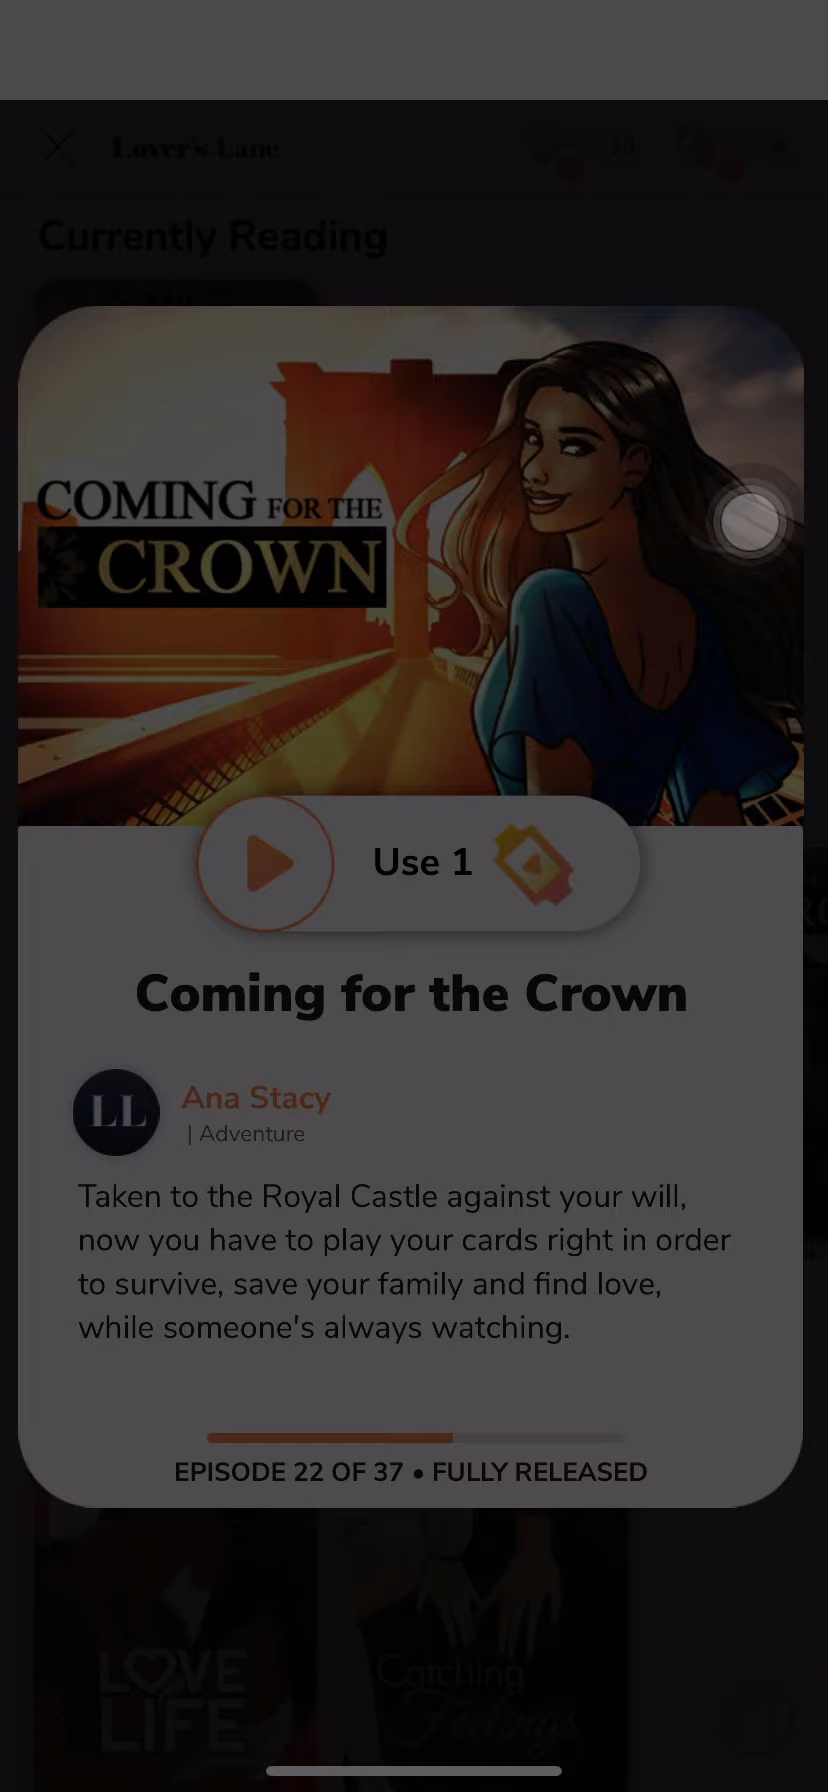 Lover's Lane
39
Currently Reading
COMING FOR THE
CROWN
Use 1
Coming for the Crown
LL
Ana Stacy
| Adventure
Taken to the Royal Castle against your will,
now you have to play your cards right in order
to survive, save your family and find love,
while someone's always watching.
EPISODE 22 OF 37 • FULLY RELEASED
LOVE
LIFE
Catching
Feelings